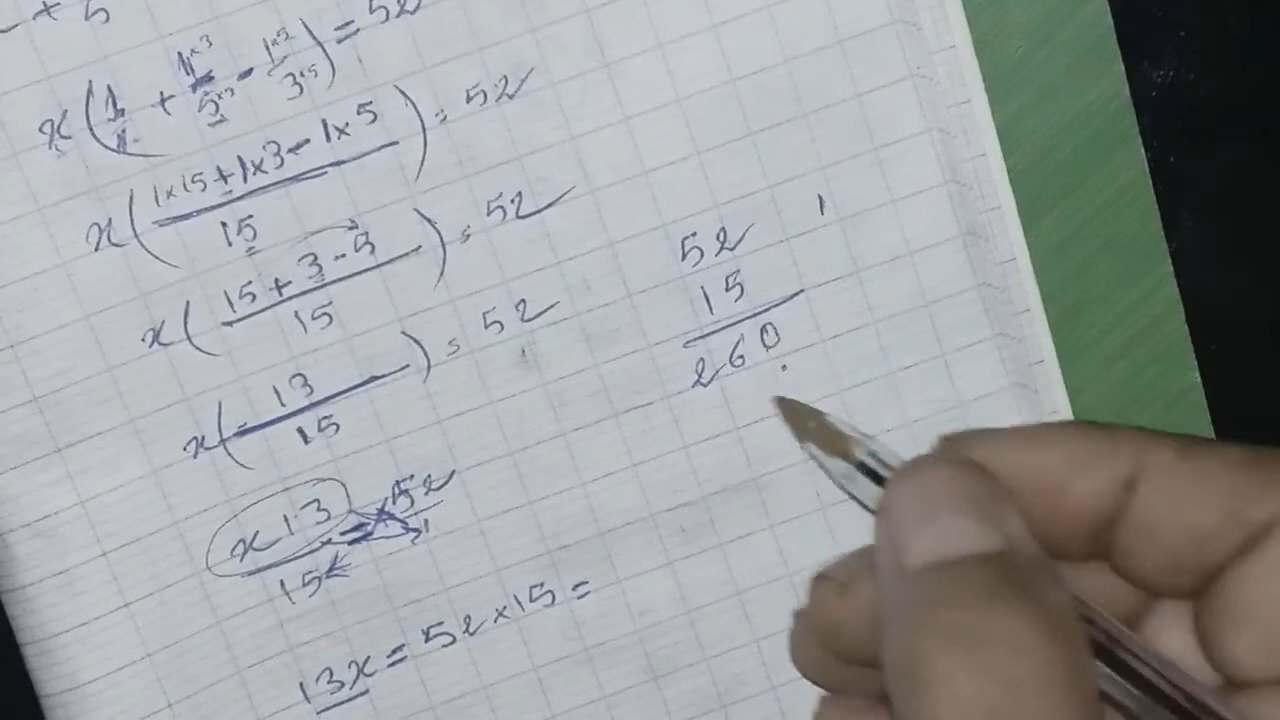 + 5
x(1/1 + 1×3/5×3 - 1×5/3×5) = 52
x((1×15+1×3-1×5)/15) = 52
x((15+3-5)/15) = 52
x(13/15) = 52
x13/15 = 52/1
13x = 52×15=
52
15
260